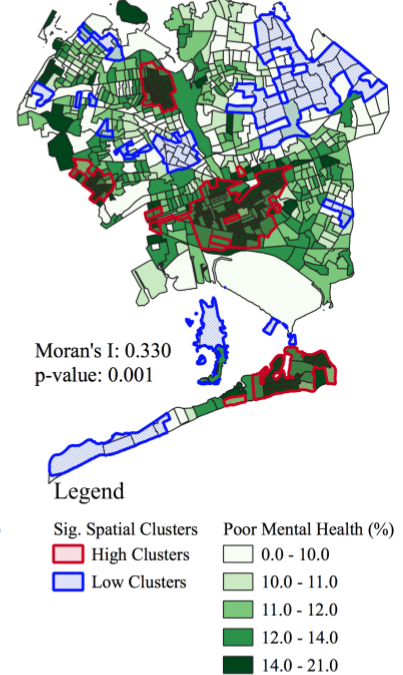 Moran's I: 0.330
p-value: 0.001
Legend
Sig. Spatial Clusters
High Clusters
Low Clusters
Poor Mental Health (%)
0.0 - 10.0
10.0 - 11.0
11.0 - 12.0
12.0 - 14.0
14.0 - 21.0